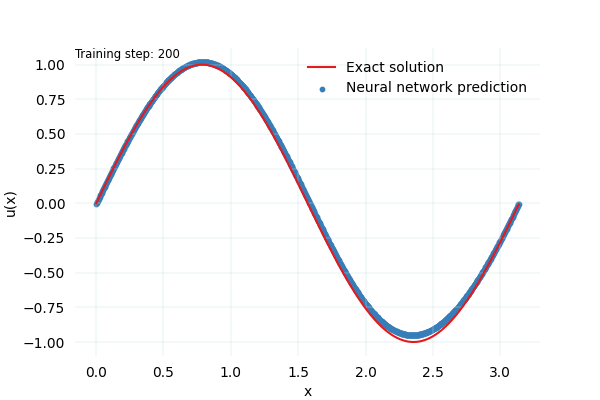 Training step: 200
Exact solution
Neural network prediction
1.00
0.75
0.50
0.25
0.00
−0.25
−0.50
−0.75
−1.00
u(x)
0.0 0.5 1.0 1.5 2.0 2.5 3.0
x